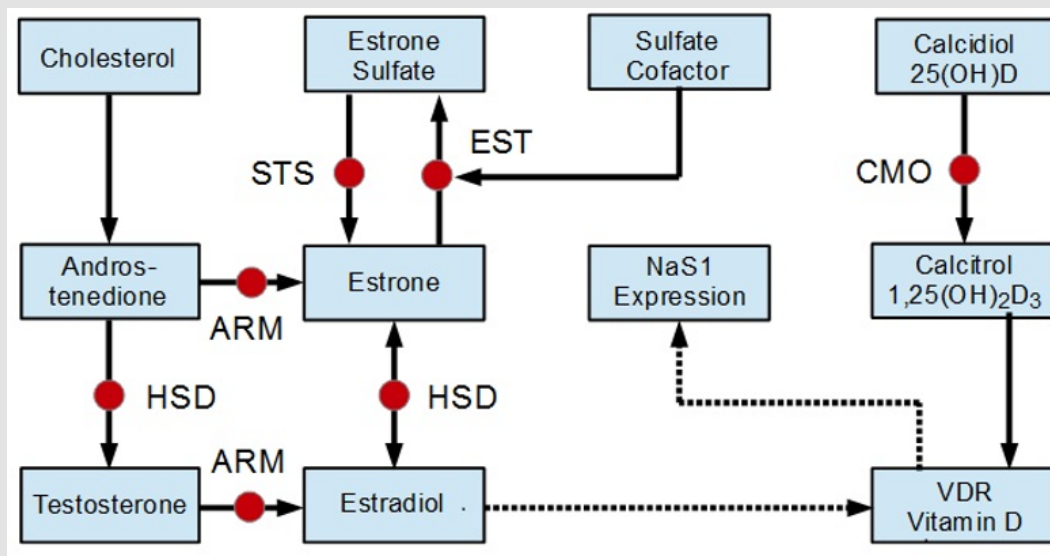 Cholesterol
Estrone
Sulfate
Sulfate
Cofactor
Calcidiol
25(OH)D
STS
EST
CMO
Andros-
tenedione
ARM
Estrone
NaS1
Expression
Calcitrol
1,25(OH)₂D₃
HSD
HSD
Testosterone
ARM
Estradiol .
VDR
Vitamin D